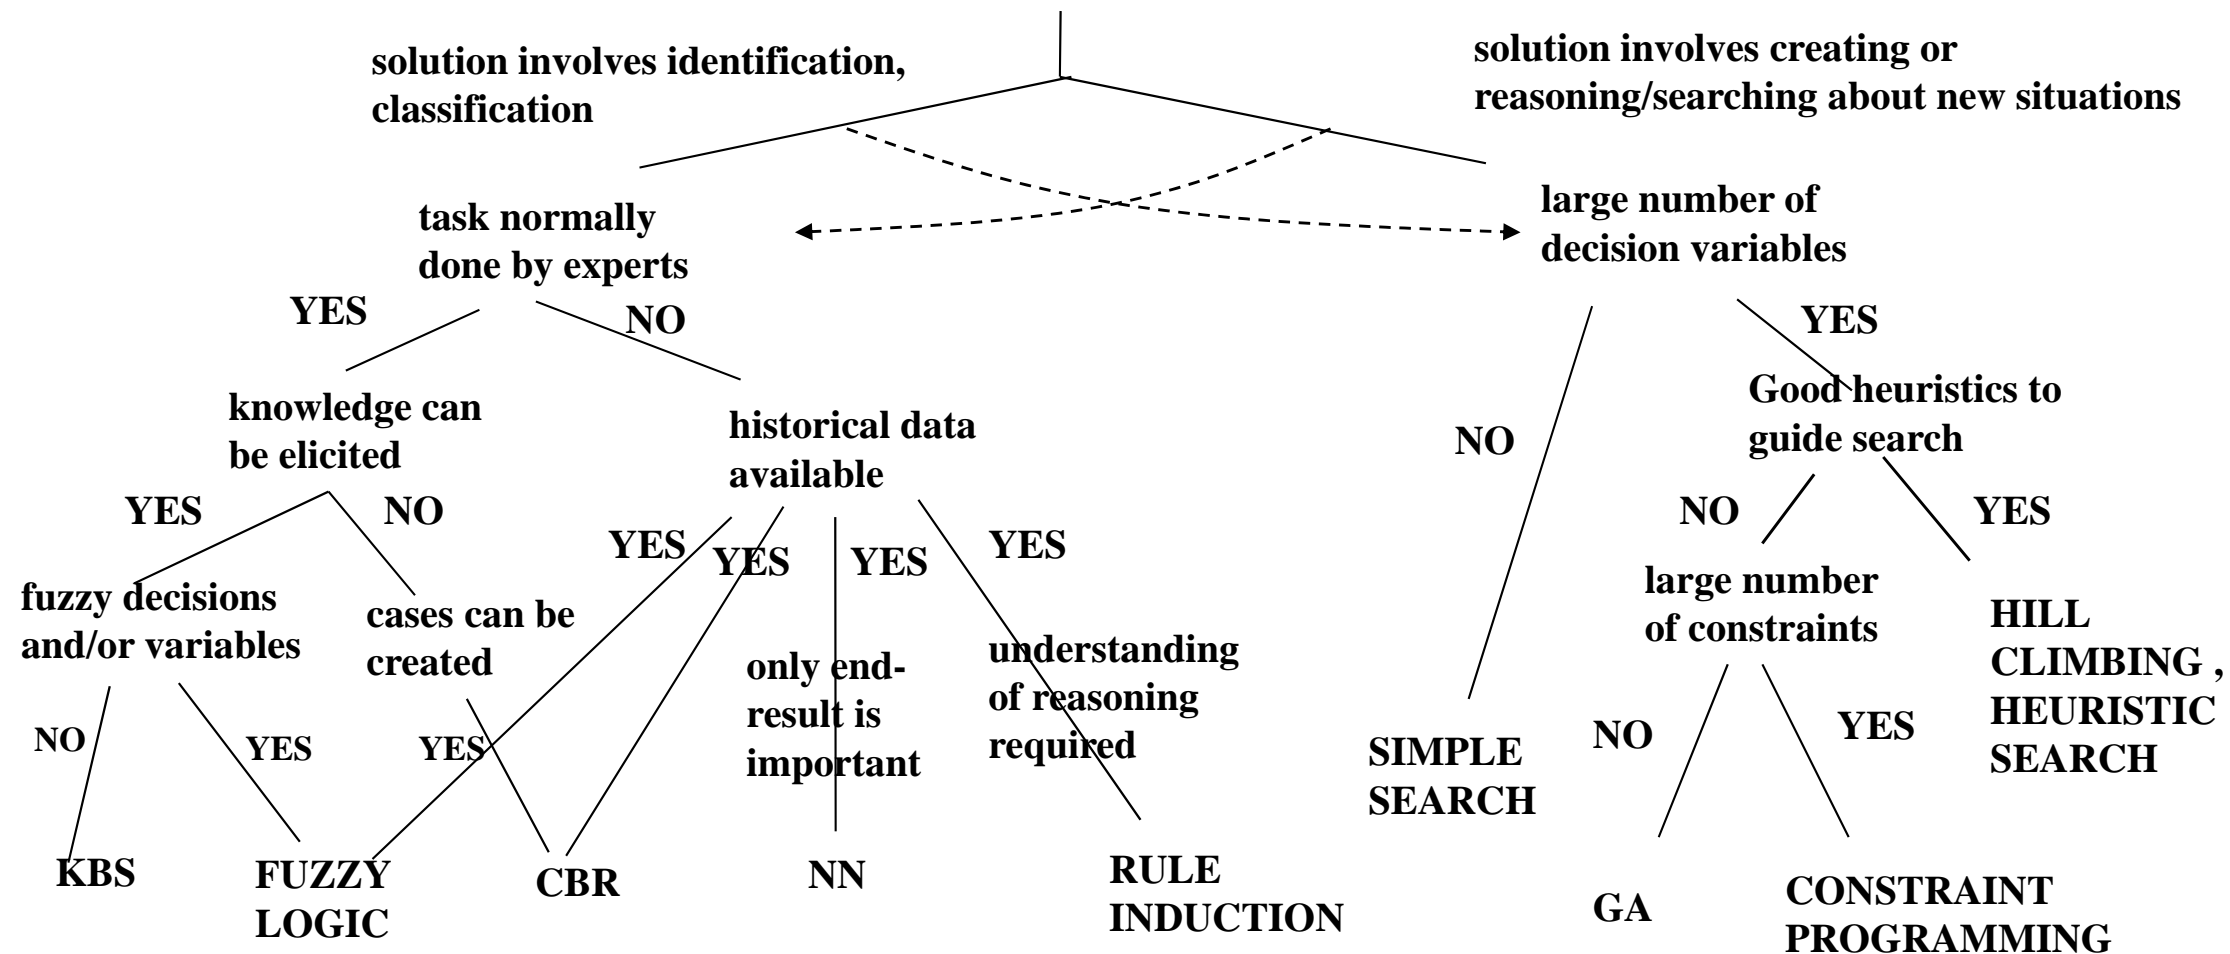 solution involves identification,
classification
solution involves creating or
reasoning/searching about new situations
task normally
done by experts
large number of
decision variables
YES
NO
YES
knowledge can
be elicited
historical data
available
Good heuristics to
guide search
NO
YES
NO
YES
YES
YES
YES
NO
YES
fuzzy decisions
and/or variables
cases can be
created
only end-
result is
important
understanding
of reasoning
required
large number
of constraints
HILL
CLIMBING ,
HEURISTIC
SEARCH
NO
YES
YES
SIMPLE
SEARCH
NO
YES
KBS
FUZZY
LOGIC
CBR
NN
RULE
INDUCTION
GA
CONSTRAINT
PROGRAMMING